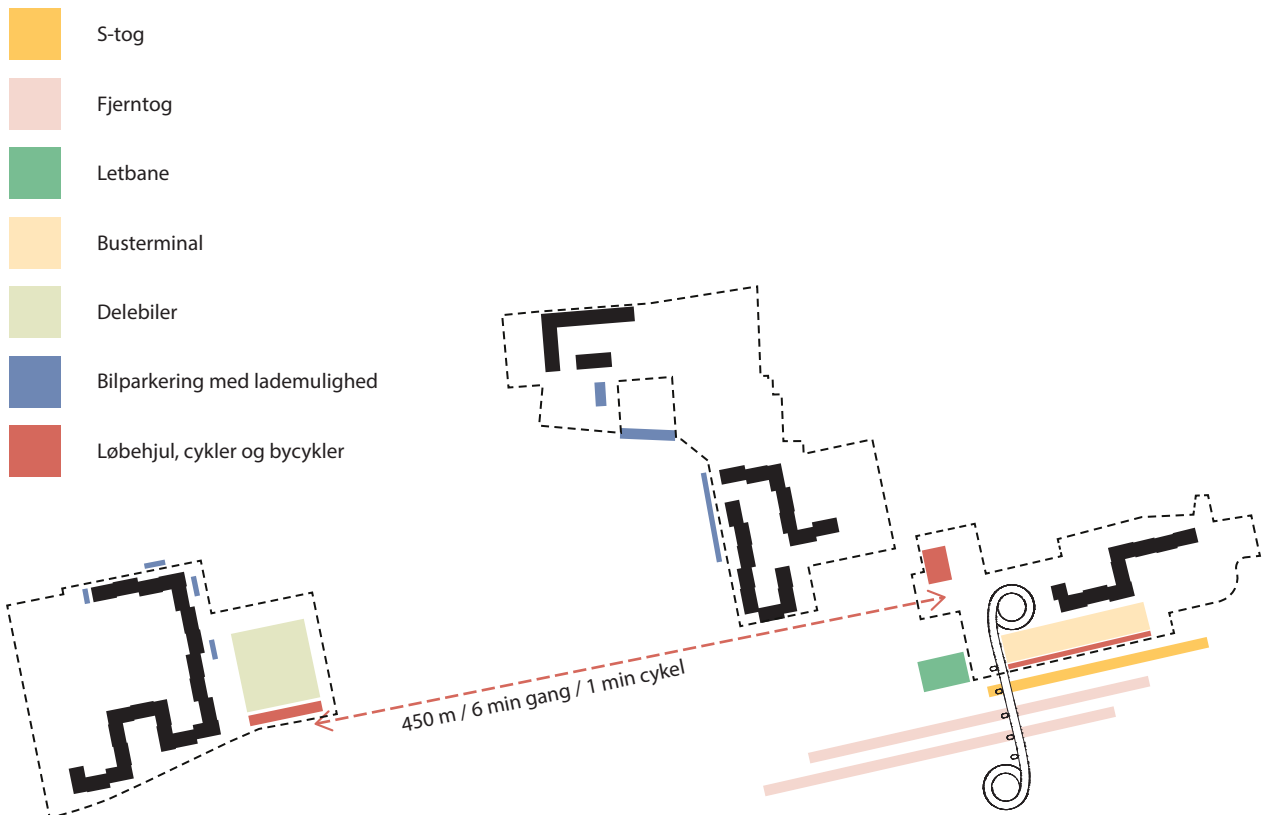 S-tog
Fjerntog
Letbane
Busterminal
Delebiler
Bilparkering med lademulighed
Løbehjul, cykler og bycykler
450 m / 6 min gang / 1 min cykel